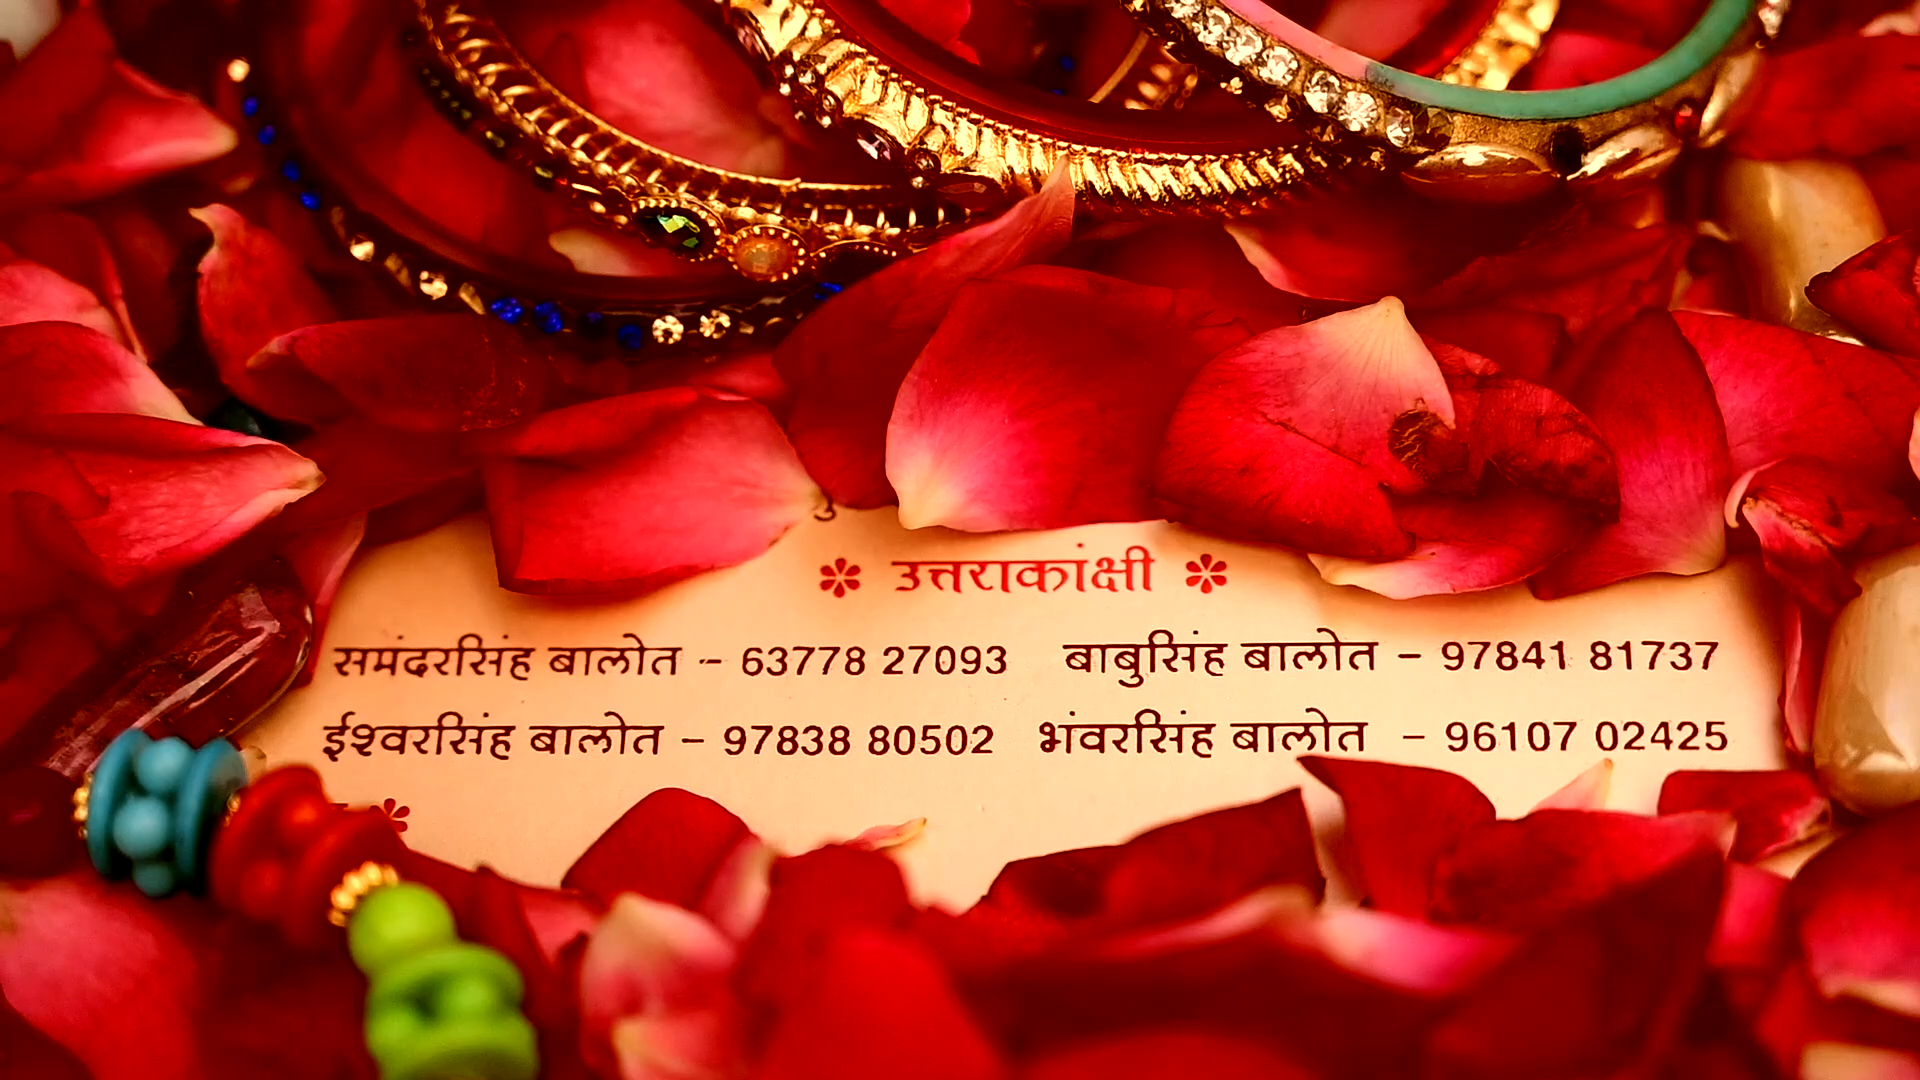 ✽ उत्तराकांक्षी ✽
समंदरसिंह बालोत - 63778 27093 बाबुसिंह बालोत - 97841 81737
ईश्वरसिंह बालोत - 97838 80502 भंवरसिंह बालोत - 96107 02425